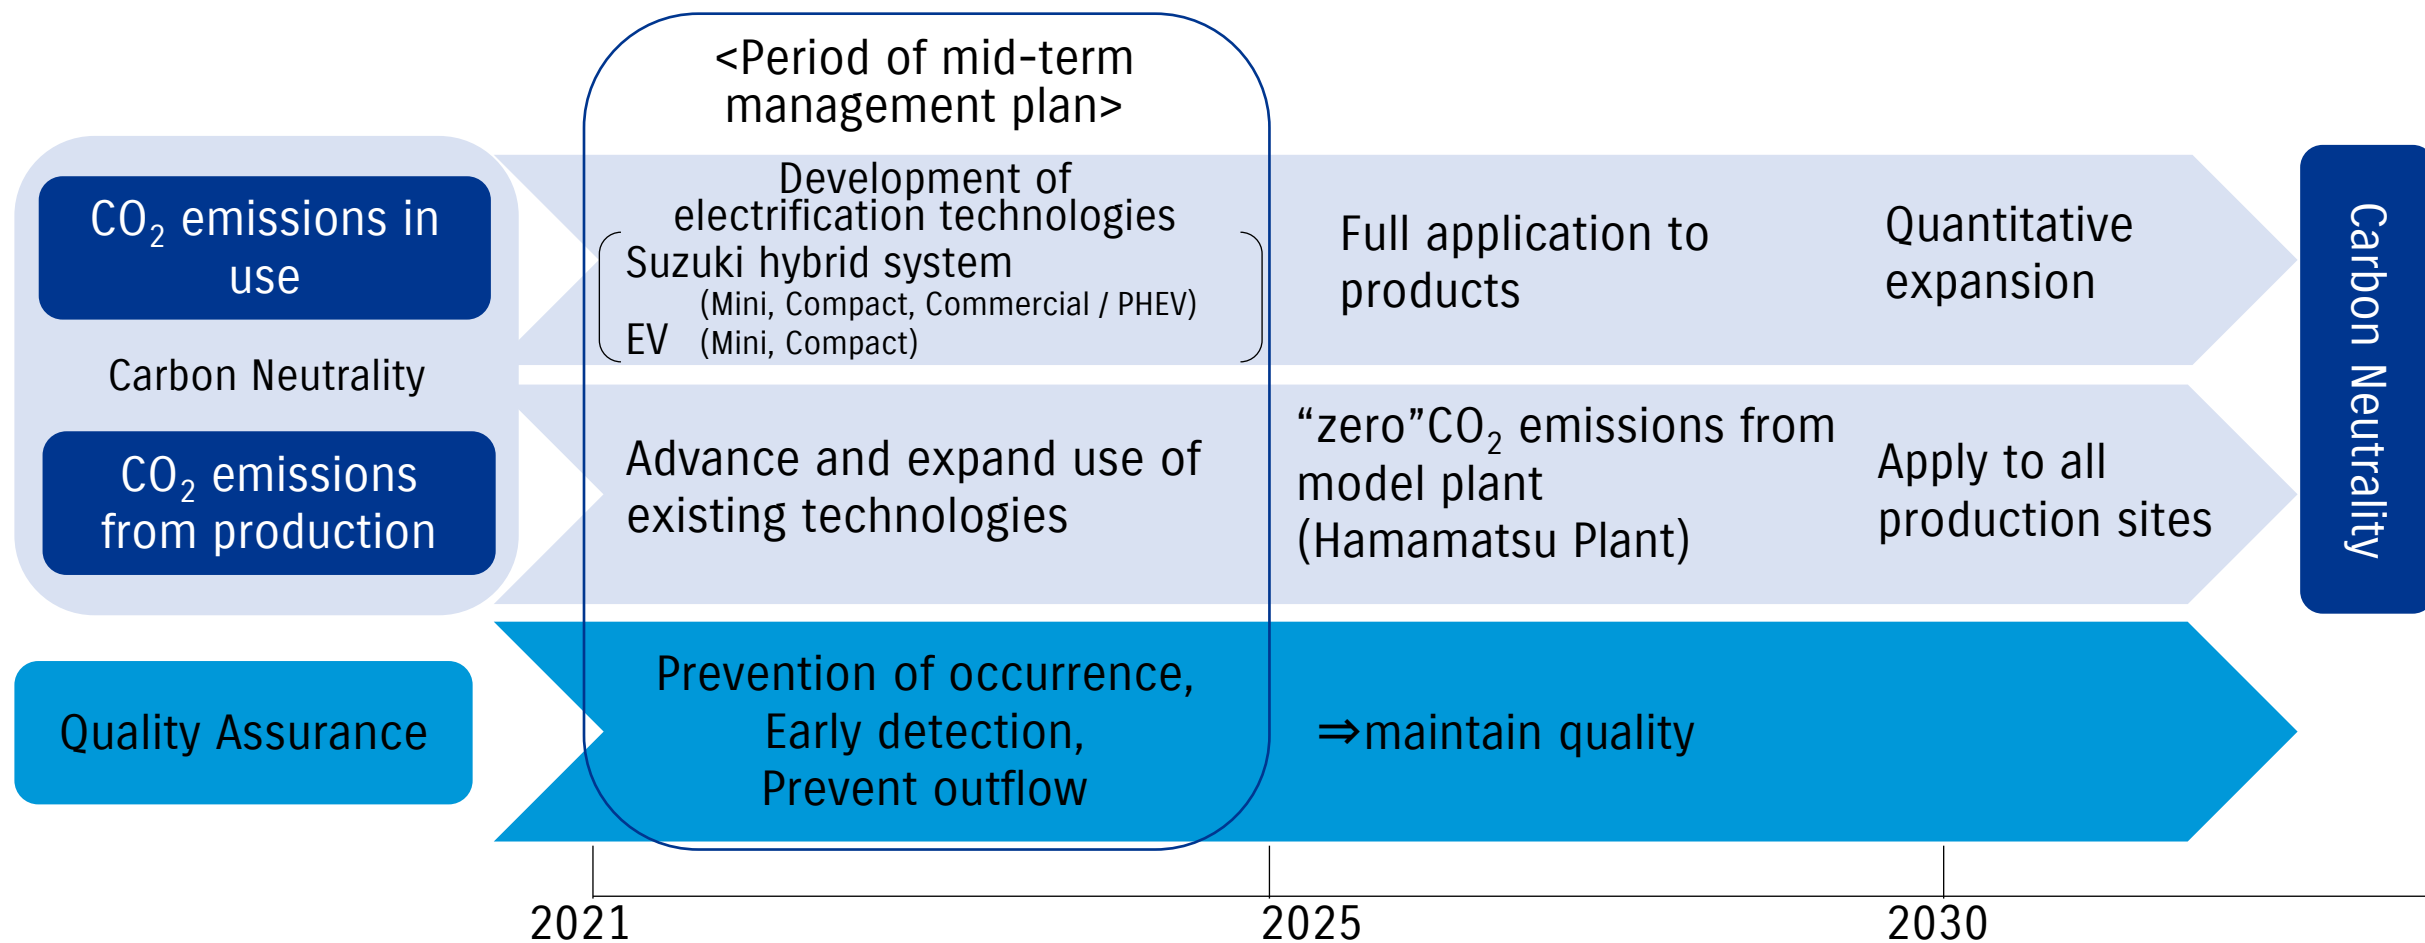 <Period of mid-term
management plan>
CO₂ emissions in
use
Carbon Neutrality
CO₂ emissions
from production
Development of
electrification technologies
Suzuki hybrid system
(Mini, Compact, Commercial / PHEV)
EV (Mini, Compact)
Full application to
products
Quantitative
expansion
Advance and expand use of
existing technologies
“zero”CO₂ emissions from
model plant
(Hamamatsu Plant)
Apply to all
production sites
Carbon Neutrality
Quality Assurance
Prevention of occurrence,
Early detection,
Prevent outflow
⇒maintain quality
2021
2025
2030